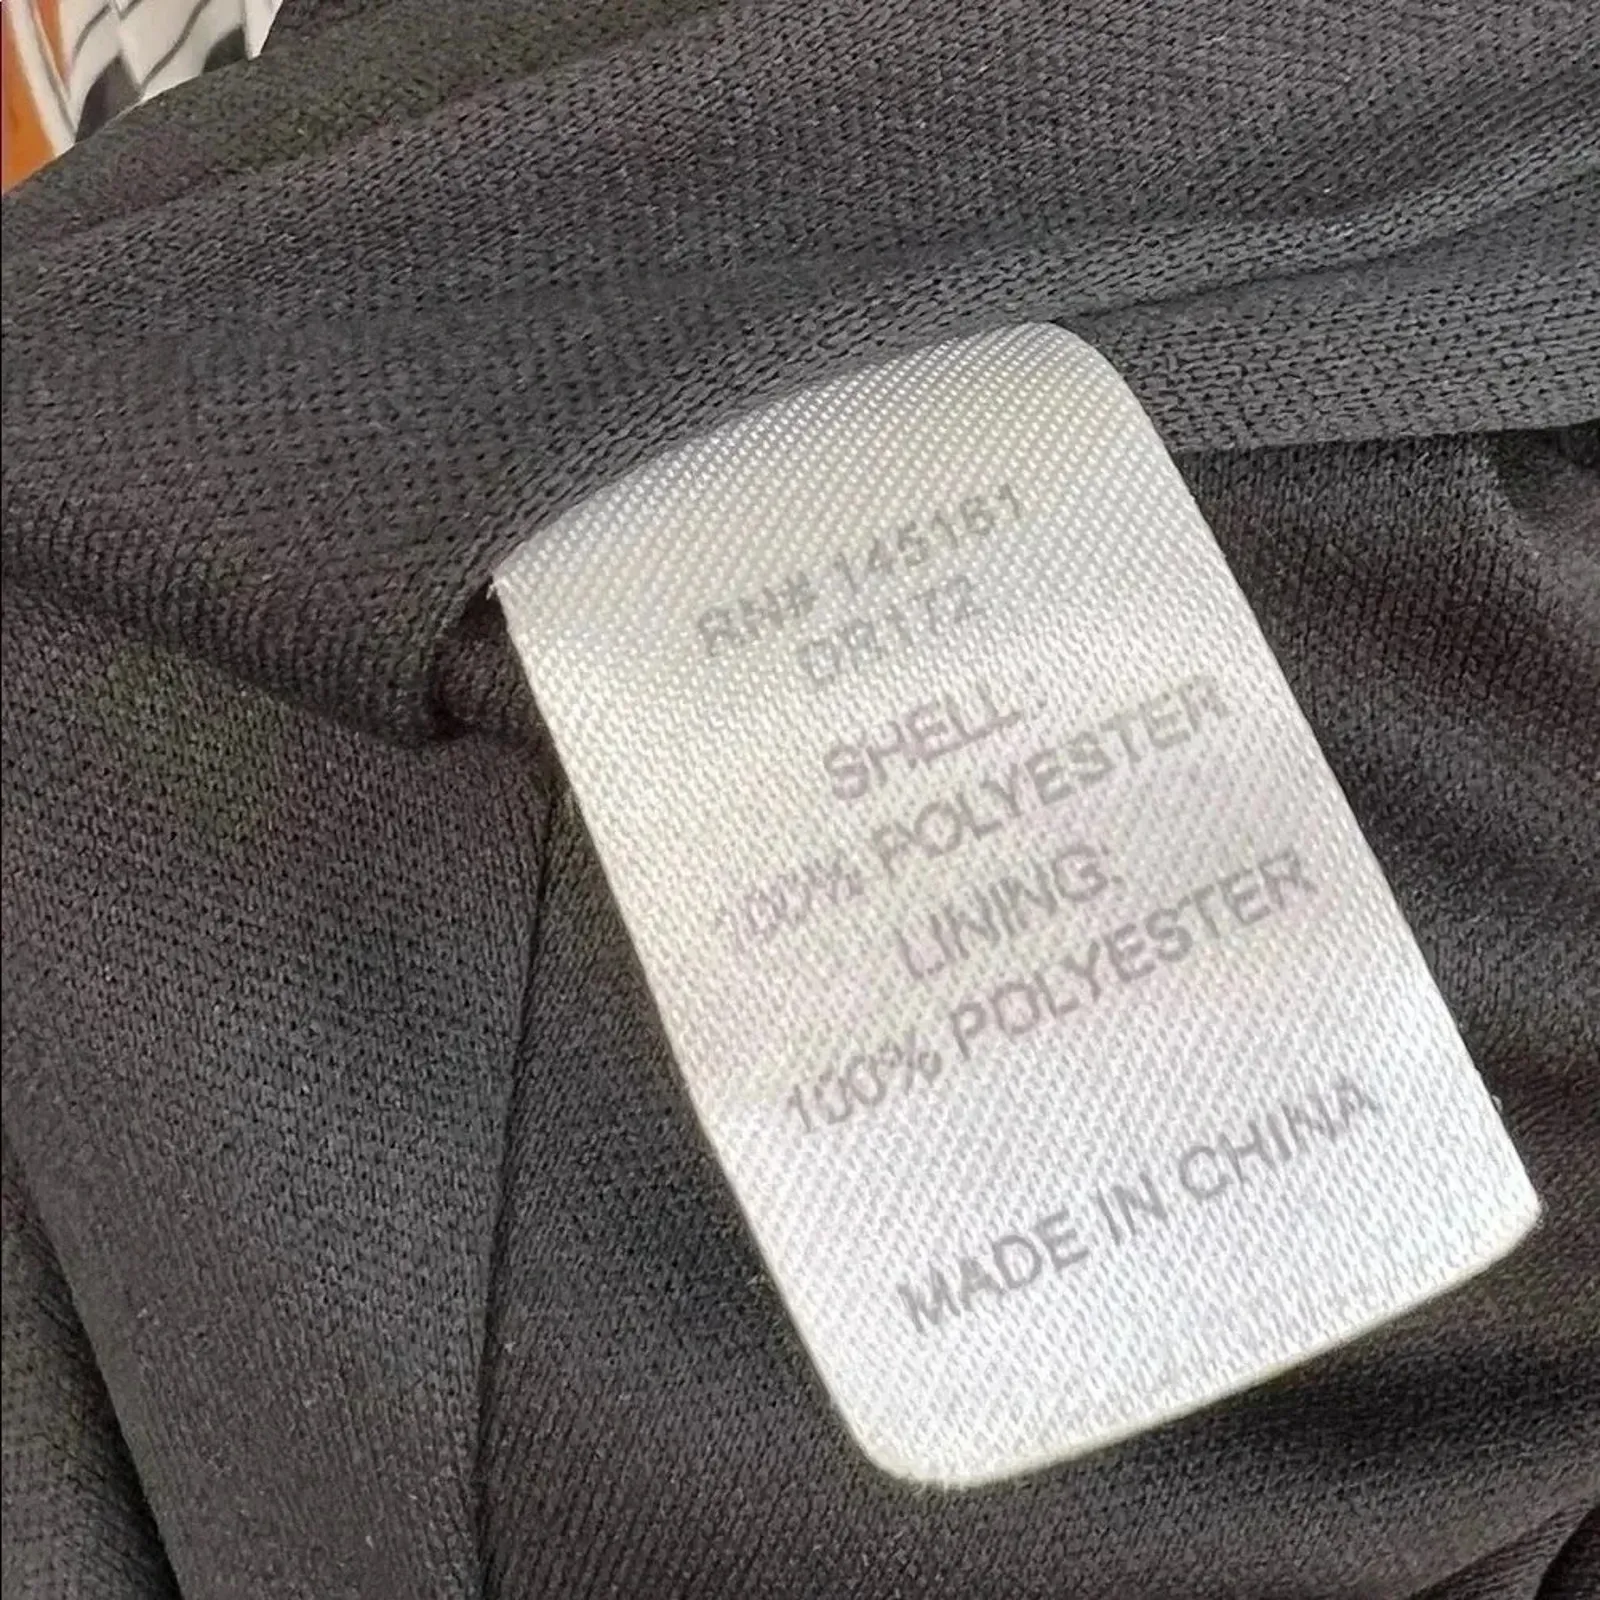 RN# 145161
DR172
SHELL:
100% POLYESTER
LINING:
100% POLYESTER
MADE IN CHINA